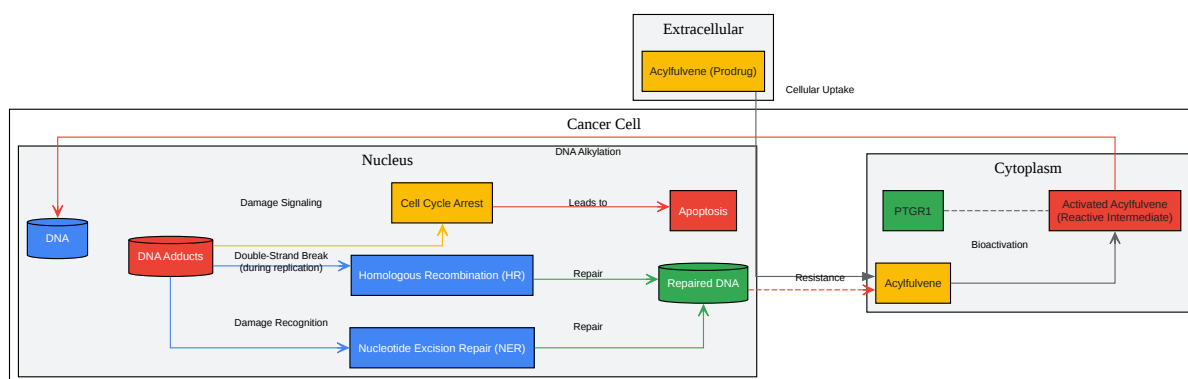 Extracellular
Acylfulvene (Prodrug)
Cellular Uptake
Cancer Cell
DNA Alkylation
Nucleus
Cytoplasm
Damage Signaling
Cell Cycle Arrest
Leads to
Apoptosis
PTGR1
Activated Acylfulvene
(Reactive Intermediate)
DNA
DNA Adducts
Double-Strand Break
(during replication)
Homologous Recombination (HR)
Repair
Repaired DNA
Resistance
Acylfulvene
Bioactivation
Damage Recognition
Nucleotide Excision Repair (NER)
Repair